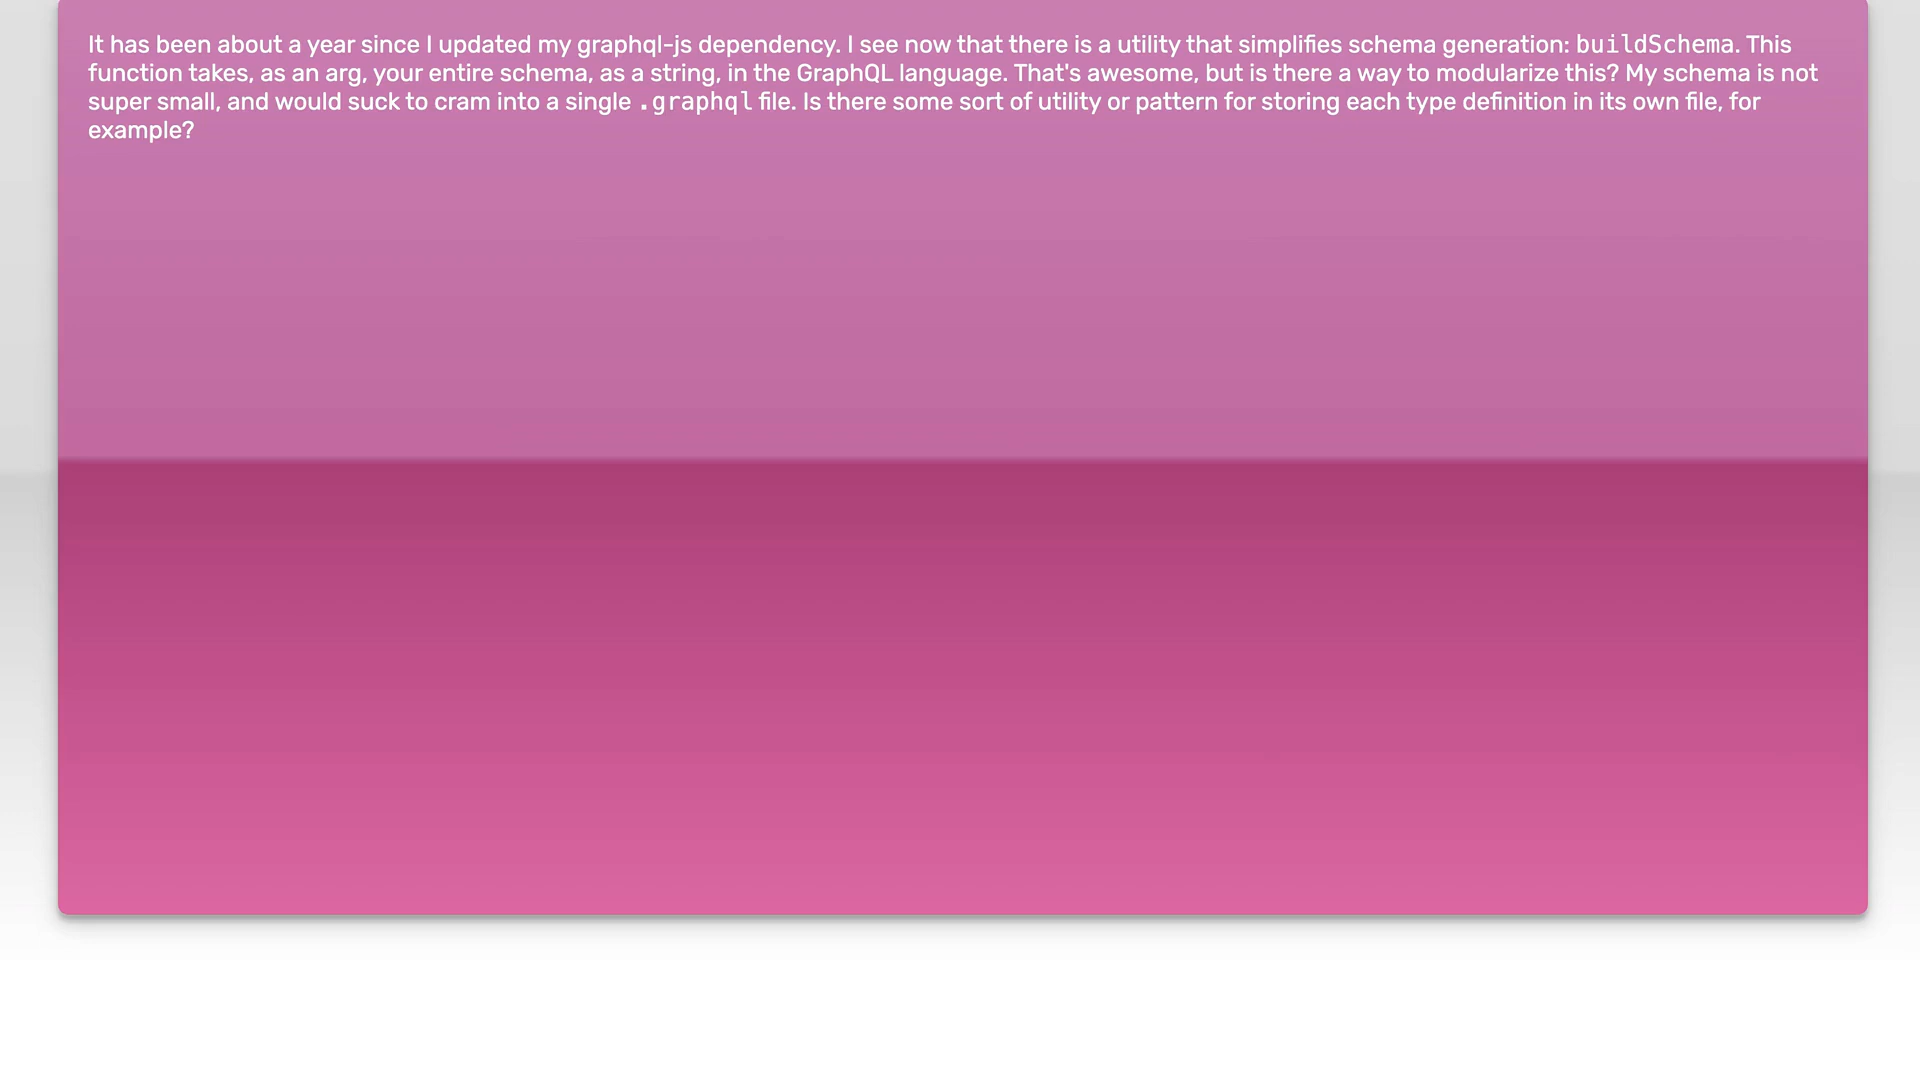 It has been about a year since I updated my graphql-js dependency. I see now that there is a utility that simplifies schema generation: buildSchema. This
function takes, as an arg, your entire schema, as a string, in the GraphQL language. That's awesome, but is there a way to modularize this? My schema is not
super small, and would suck to cram into a single .graphql file. Is there some sort of utility or pattern for storing each type definition in its own file, for
example?